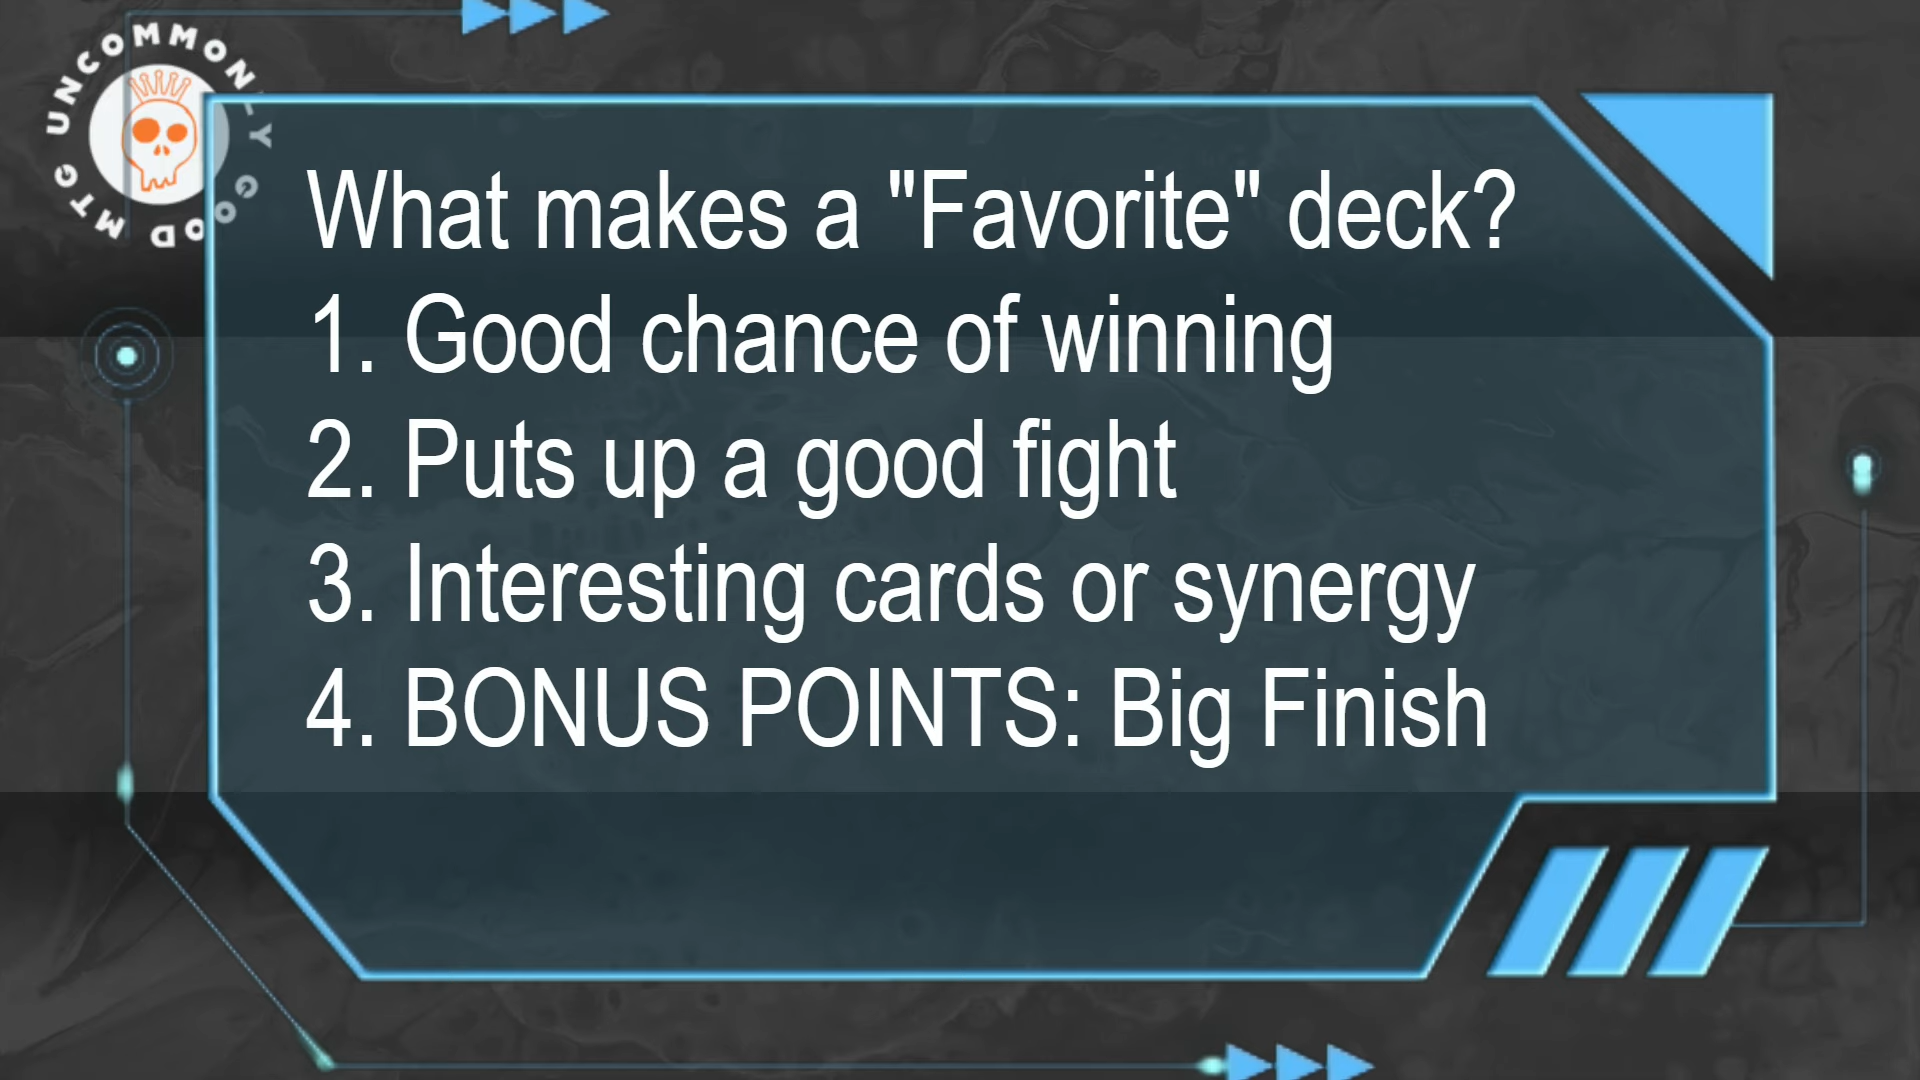 UNCOMMONLY GOOD MTG
What makes a "Favorite" deck?
1. Good chance of winning
2. Puts up a good fight
3. Interesting cards or synergy
4. BONUS POINTS: Big Finish